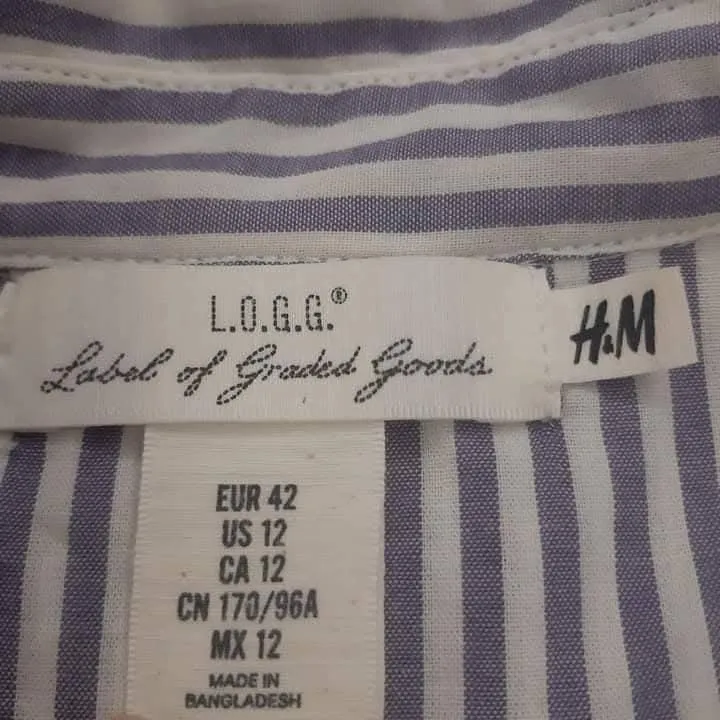 L.O.G.G.®
Label of Graded Goods
H&M
EUR 42
US 12
CA 12
CN 170/96A
MX 12
MADE IN
BANGLADESH